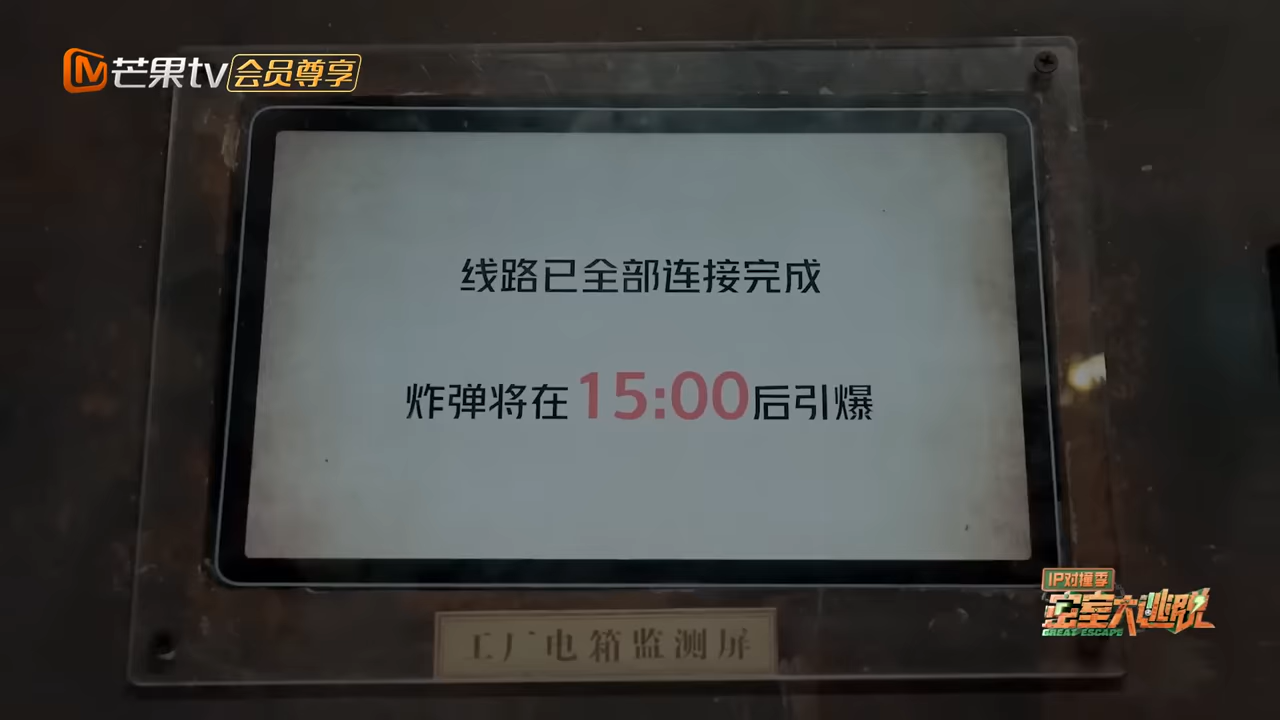 芒果tv会员尊享
线路已全部连接完成
炸弹将在15:00后引爆
IP对撞季
密室大逃脱
GREAT ESCAPE
工厂电箱监测屏